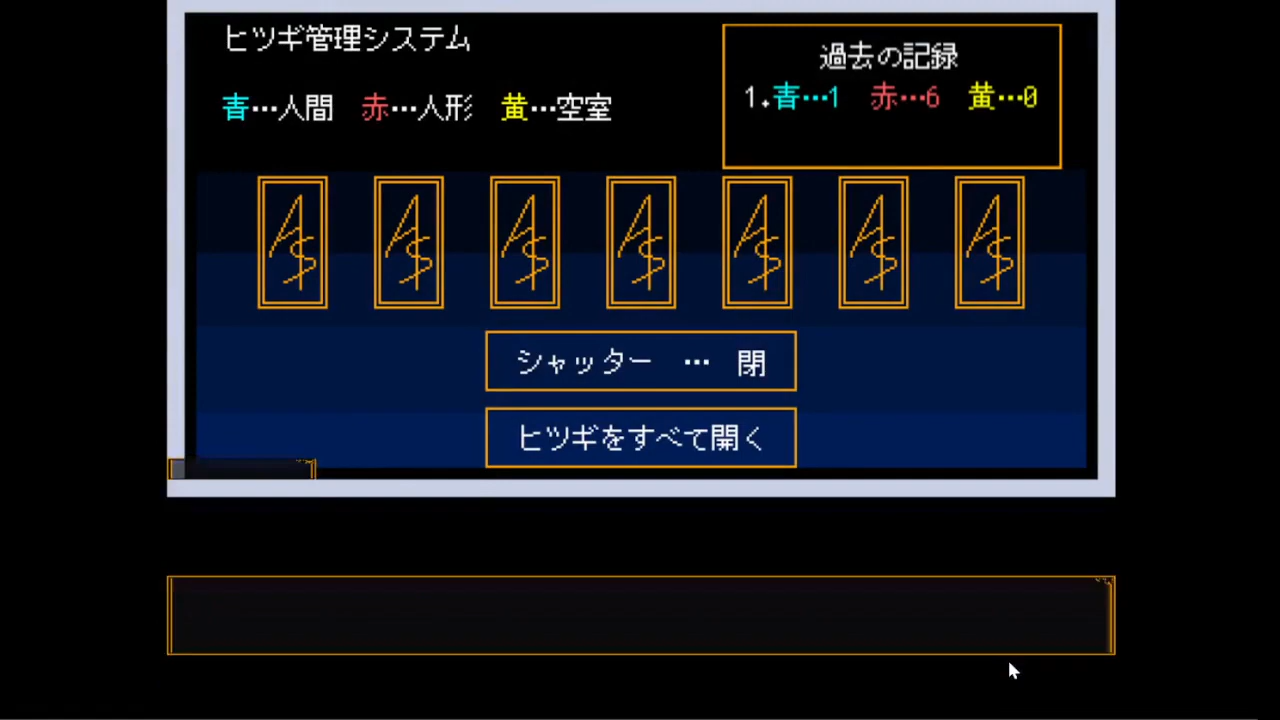 ヒツギ管理システム
青…人間 赤…人形 黄…空室
過去の記録
1.青…1 赤…6 黄…0
シャッター … 閉
ヒツギをすべて開く